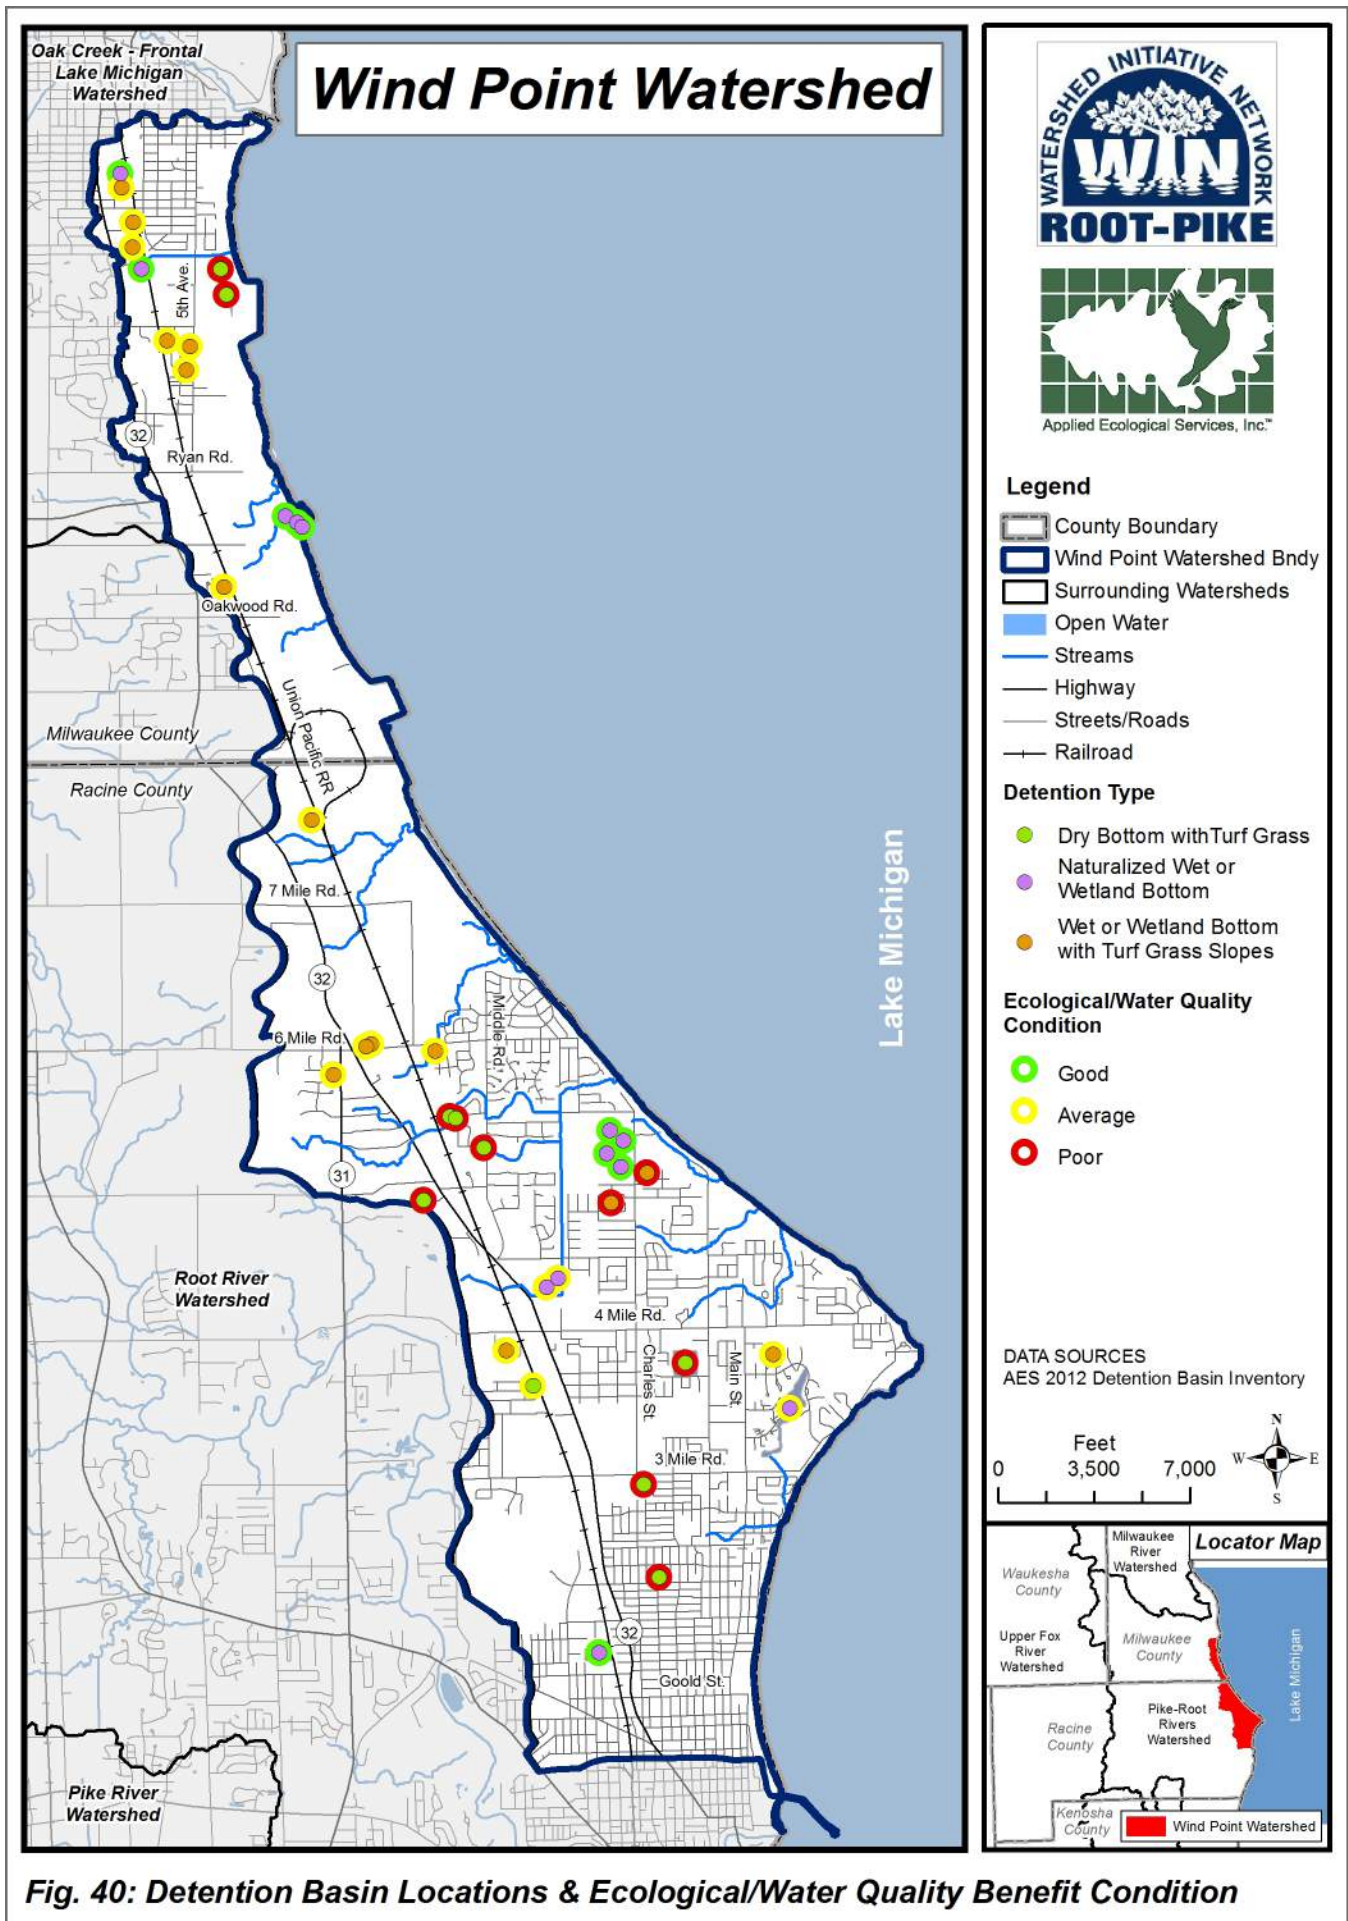 Oak Creek - Frontal
Lake Michigan
Watershed
Wind Point Watershed
5th Ave.
32
Ryan Rd.
Oakwood Rd.
Union Pacific RR
Milwaukee County
Racine County
7 Mile Rd.
32
Middle Rd.
6 Mile Rd.
31
Lake Michigan
Root River
Watershed
4 Mile Rd.
Charles St.
Main St.
3 Mile Rd.
32
Goold St.
Pike River
Watershed
WATERSHED INITIATIVE NETWORK
WIN
ROOT-PIKE
Applied Ecological Services, Inc.™
Legend
County Boundary
Wind Point Watershed Bndy
Surrounding Watersheds
Open Water
Streams
Highway
Streets/Roads
Railroad
Detention Type
Dry Bottom withTurf Grass
Naturalized Wet or
Wetland Bottom
Wet or Wetland Bottom
with Turf Grass Slopes
Ecological/Water Quality
Condition
Good
Average
Poor
DATA SOURCES
AES 2012 Detention Basin Inventory
Feet
0 3,500 7,000
N
W E
S
Locator Map
Milwaukee
River
Watershed
Waukesha
County
Upper Fox
River
Watershed
Milwaukee
County
Lake Michigan
Pike-Root
Rivers
Watershed
Racine
County
Kenosha
County
Wind Point Watershed
Fig. 40: Detention Basin Locations & Ecological/Water Quality Benefit Condition